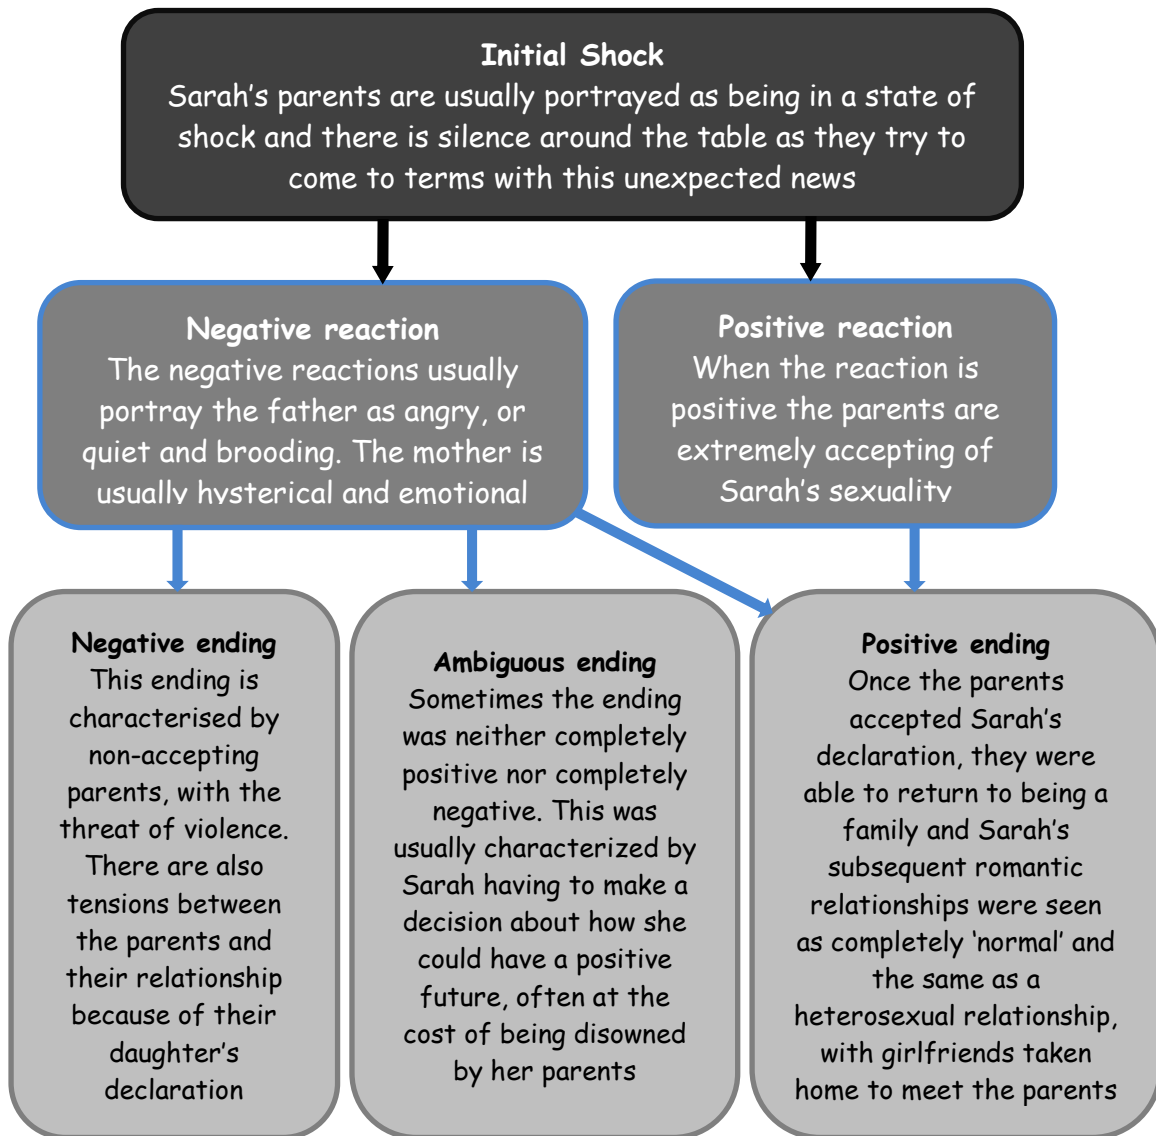 Initial Shock
Sarah's parents are usually portrayed as being in a state of
shock and there is silence around the table as they try to
come to terms with this unexpected news
Negative reaction
The negative reactions usually
portray the father as angry, or
quiet and brooding. The mother is
usually hysterical and emotional
Positive reaction
When the reaction is
positive the parents are
extremely accepting of
Sarah's sexuality
Negative ending
This ending is
characterised by
non-accepting
parents, with the
threat of violence.
There are also
tensions between
the parents and
their relationship
because of their
daughter's
declaration
Ambiguous ending
Sometimes the ending
was neither completely
positive nor completely
negative. This was
usually characterized by
Sarah having to make a
decision about how she
could have a positive
future, often at the
cost of being disowned
by her parents
Positive ending
Once the parents
accepted Sarah's
declaration, they were
able to return to being a
family and Sarah's
subsequent romantic
relationships were seen
as completely 'normal' and
the same as a
heterosexual relationship,
with girlfriends taken
home to meet the parents